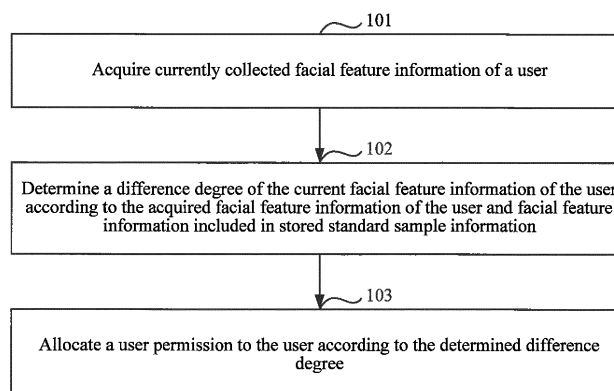 101
Acquire currently collected facial feature information of a user
102
Determine a difference degree of the current facial feature information of the user
according to the acquired facial feature information of the user and facial feature
information included in stored standard sample information
103
Allocate a user permission to the user according to the determined difference
degree